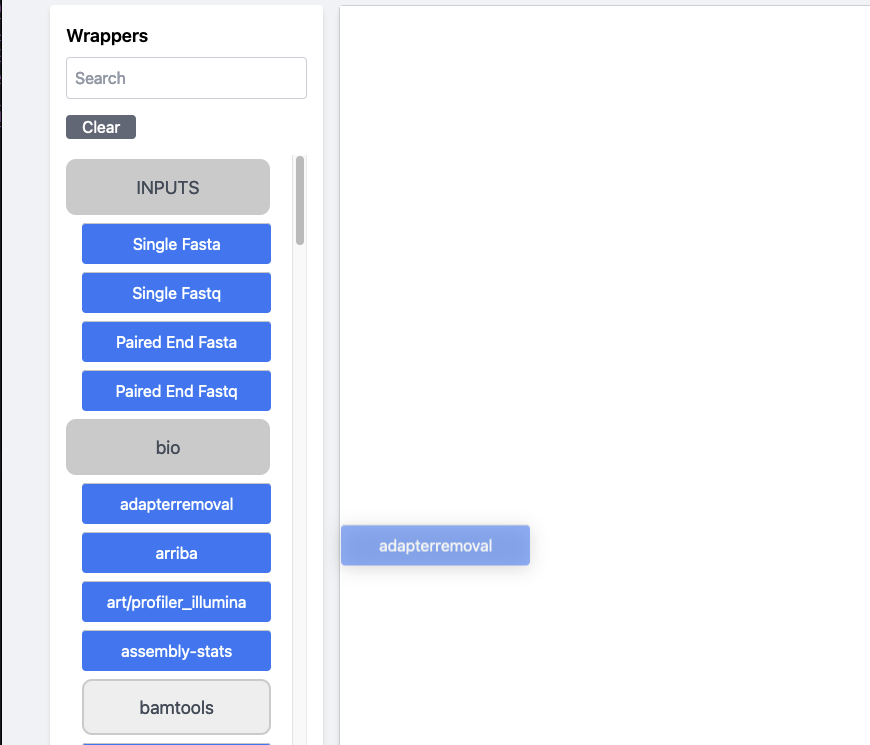 Wrappers
Search
Clear
INPUTS
Single Fasta
Single Fastq
Paired End Fasta
Paired End Fastq
bio
adapterremoval
arriba
art/profiler_illumina
assembly-stats
bamtools
adapterremoval